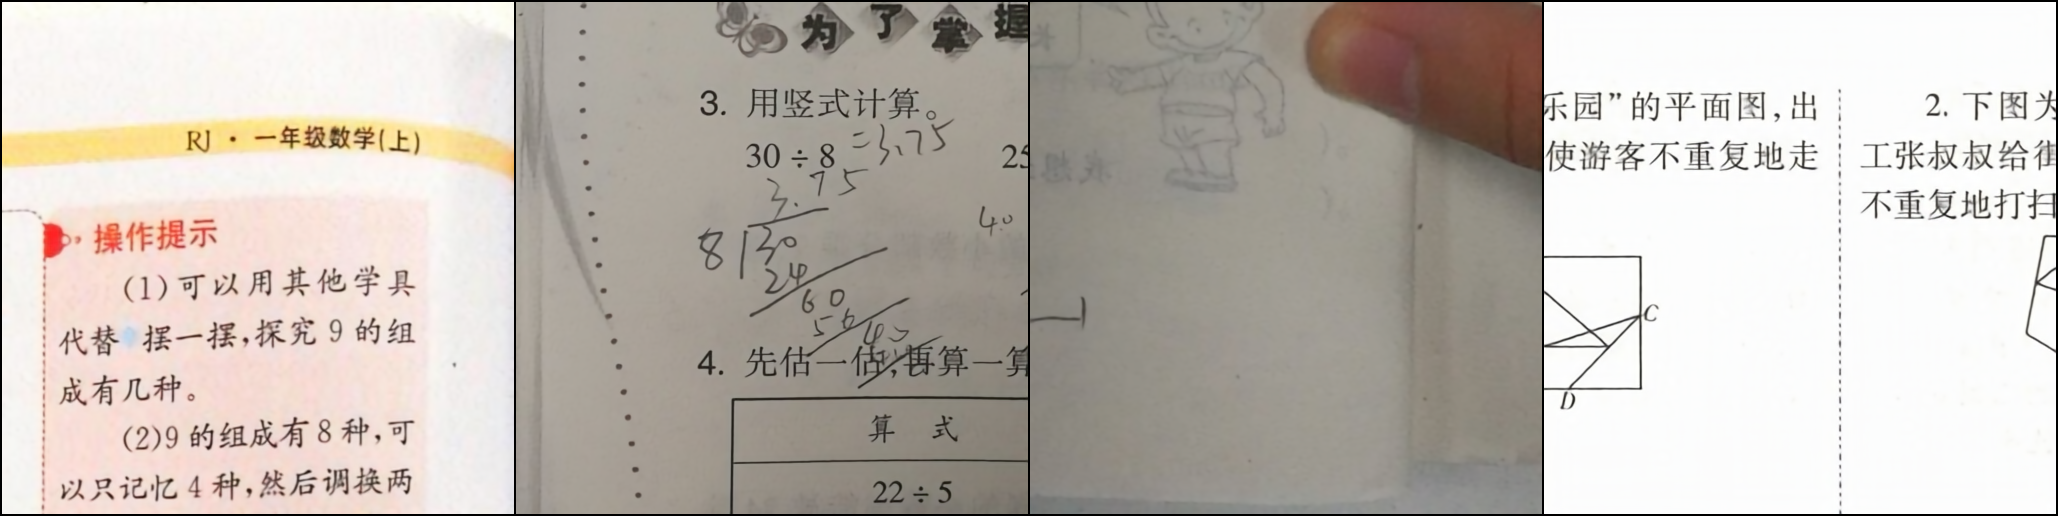 RJ · 一年级数学(上)
操作提示
(1)可以用其他学具
代替 摆一摆,探究 9 的组
成有几种。
(2)9 的组成有 8 种,可
以只记忆 4 种,然后调换两
为了掌握
3. 用竖式计算。
30÷8 =3.75
25
3.75
4.0
8 30
24
60
56
40
4. 先估一估,再算一算
算 式
22÷5
我想
乐园”的平面图,出
使游客不重复地走
C
D
2. 下图为
工张叔叔给街
不重复地打扫